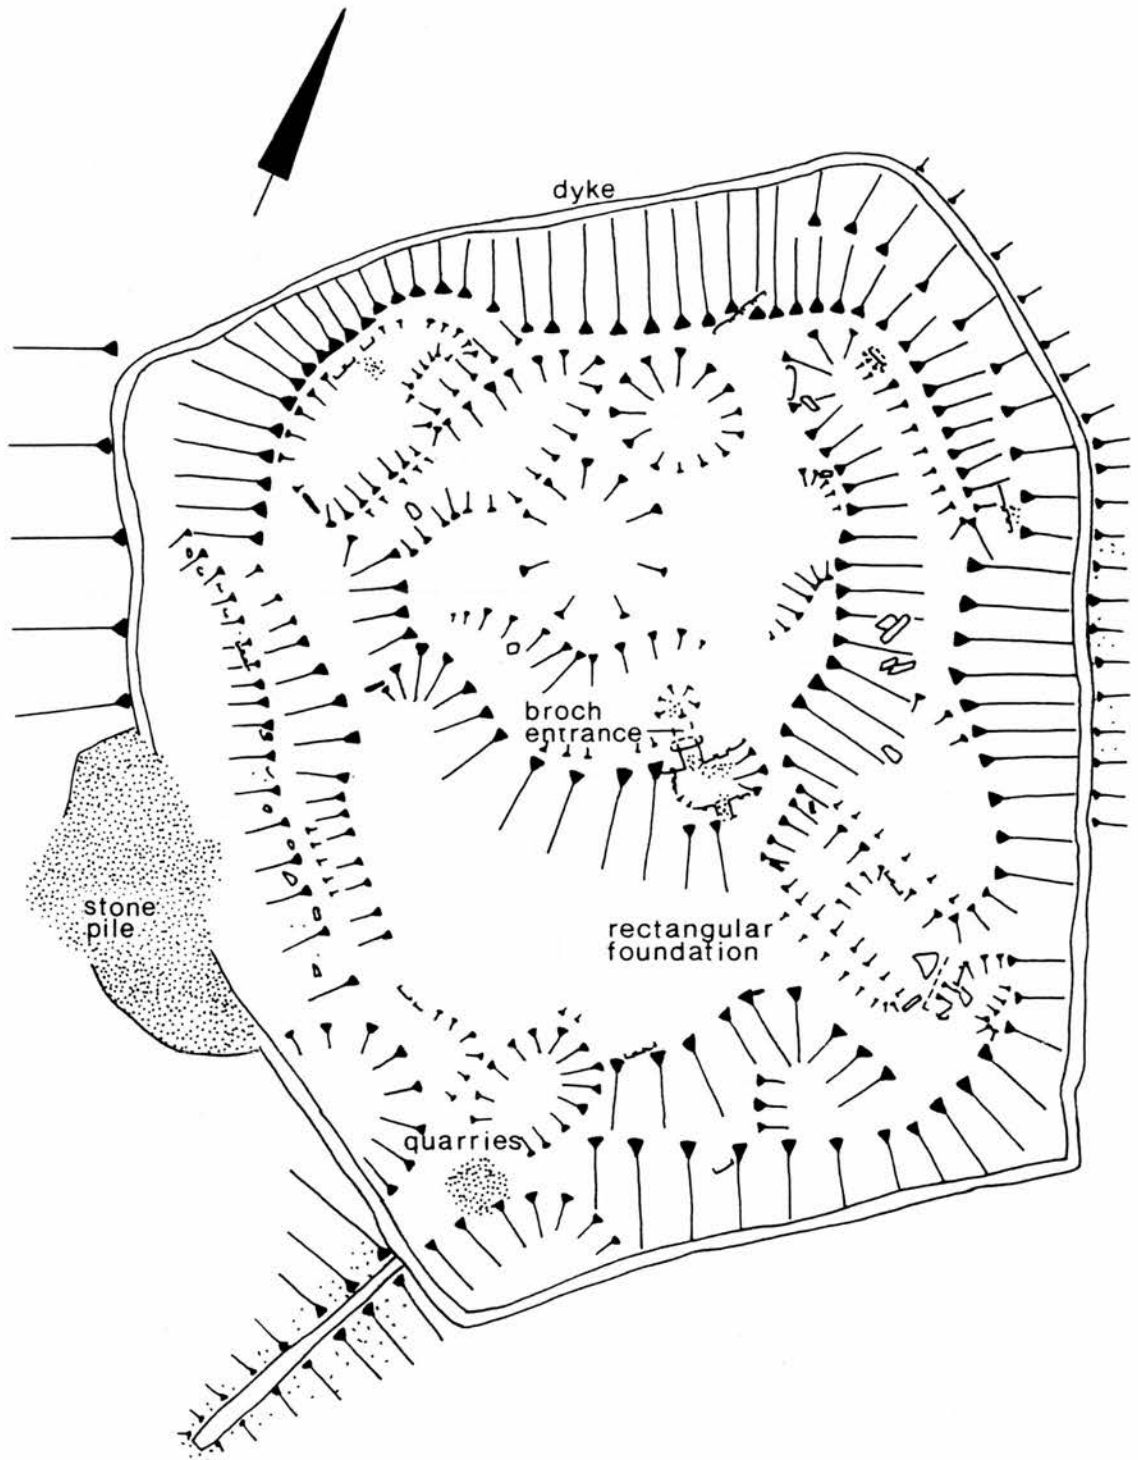 dyke
broch
entrance
stone
pile
rectangular
foundation
quarries